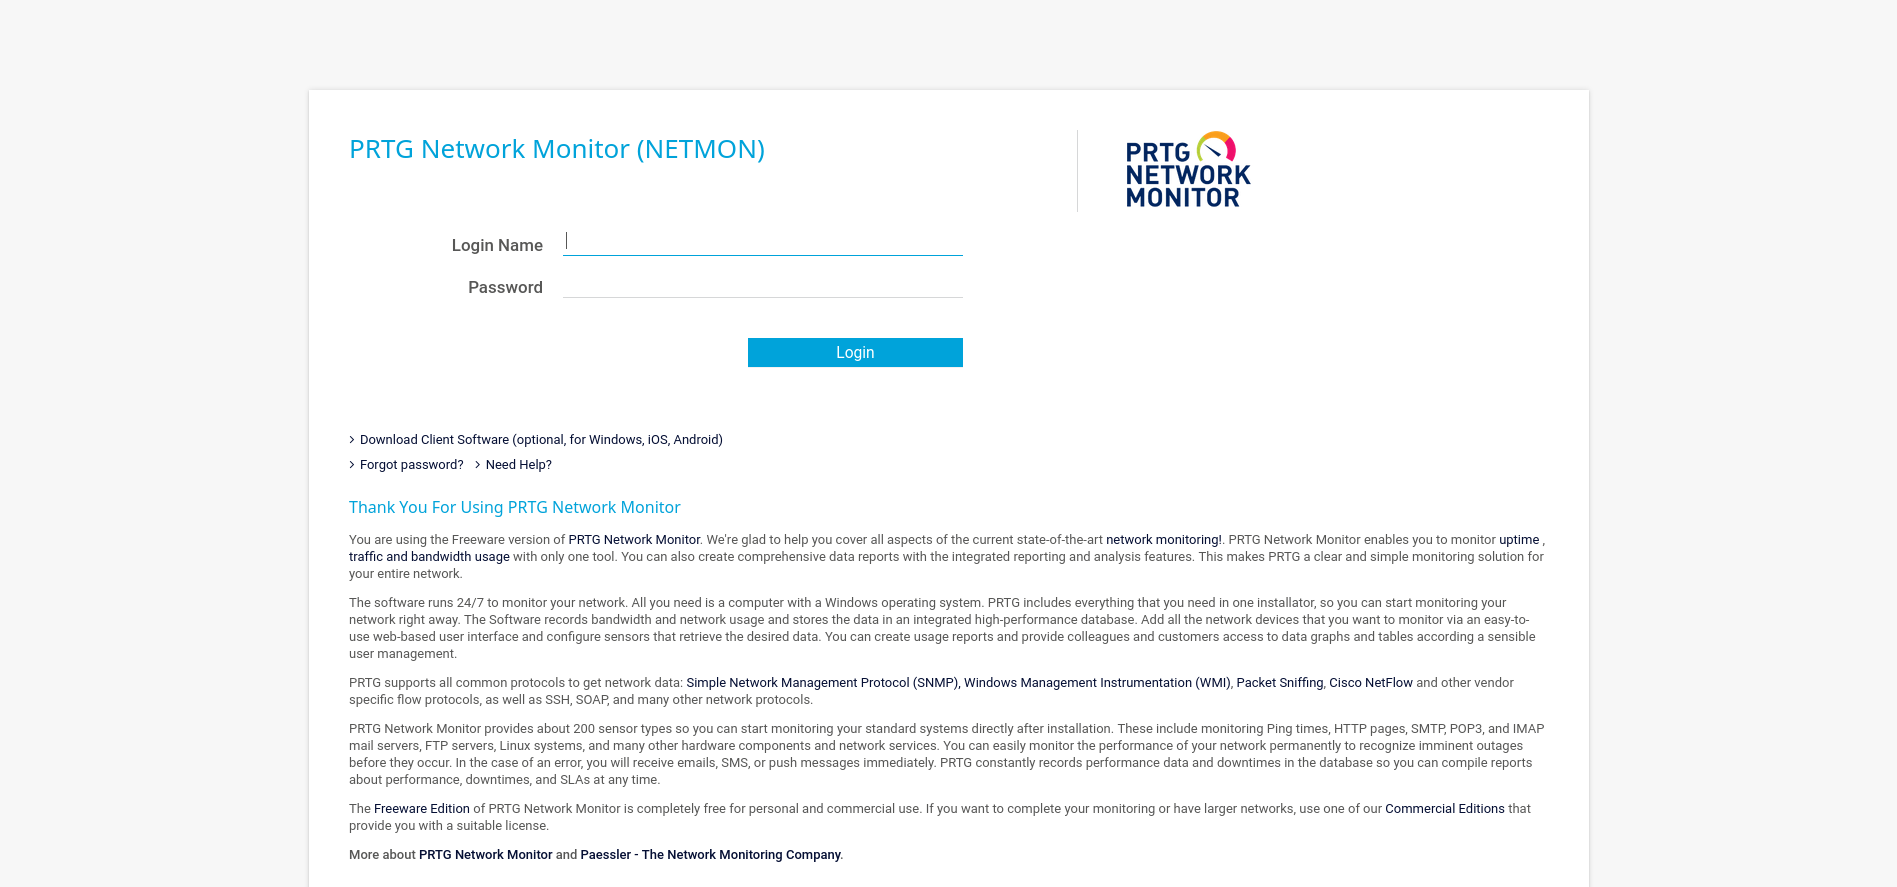 PRTG Network Monitor (NETMON)
PRTG
NETWORK
MONITOR
Login Name
Password
Login
Download Client Software (optional, for Windows, iOS, Android)
Forgot password? Need Help?
Thank You For Using PRTG Network Monitor
You are using the Freeware version of PRTG Network Monitor. We're glad to help you cover all aspects of the current state-of-the-art network monitoring!. PRTG Network Monitor enables you to monitor uptime ,
traffic and bandwidth usage with only one tool. You can also create comprehensive data reports with the integrated reporting and analysis features. This makes PRTG a clear and simple monitoring solution for
your entire network.
The software runs 24/7 to monitor your network. All you need is a computer with a Windows operating system. PRTG includes everything that you need in one installator, so you can start monitoring your
network right away. The Software records bandwidth and network usage and stores the data in an integrated high-performance database. Add all the network devices that you want to monitor via an easy-to-
use web-based user interface and configure sensors that retrieve the desired data. You can create usage reports and provide colleagues and customers access to data graphs and tables according a sensible
user management.
PRTG supports all common protocols to get network data: Simple Network Management Protocol (SNMP), Windows Management Instrumentation (WMI), Packet Sniffing, Cisco NetFlow and other vendor
specific flow protocols, as well as SSH, SOAP, and many other network protocols.
PRTG Network Monitor provides about 200 sensor types so you can start monitoring your standard systems directly after installation. These include monitoring Ping times, HTTP pages, SMTP, POP3, and IMAP
mail servers, FTP servers, Linux systems, and many other hardware components and network services. You can easily monitor the performance of your network permanently to recognize imminent outages
before they occur. In the case of an error, you will receive emails, SMS, or push messages immediately. PRTG constantly records performance data and downtimes in the database so you can compile reports
about performance, downtimes, and SLAs at any time.
The Freeware Edition of PRTG Network Monitor is completely free for personal and commercial use. If you want to complete your monitoring or have larger networks, use one of our Commercial Editions that
provide you with a suitable license.
More about PRTG Network Monitor and Paessler - The Network Monitoring Company.